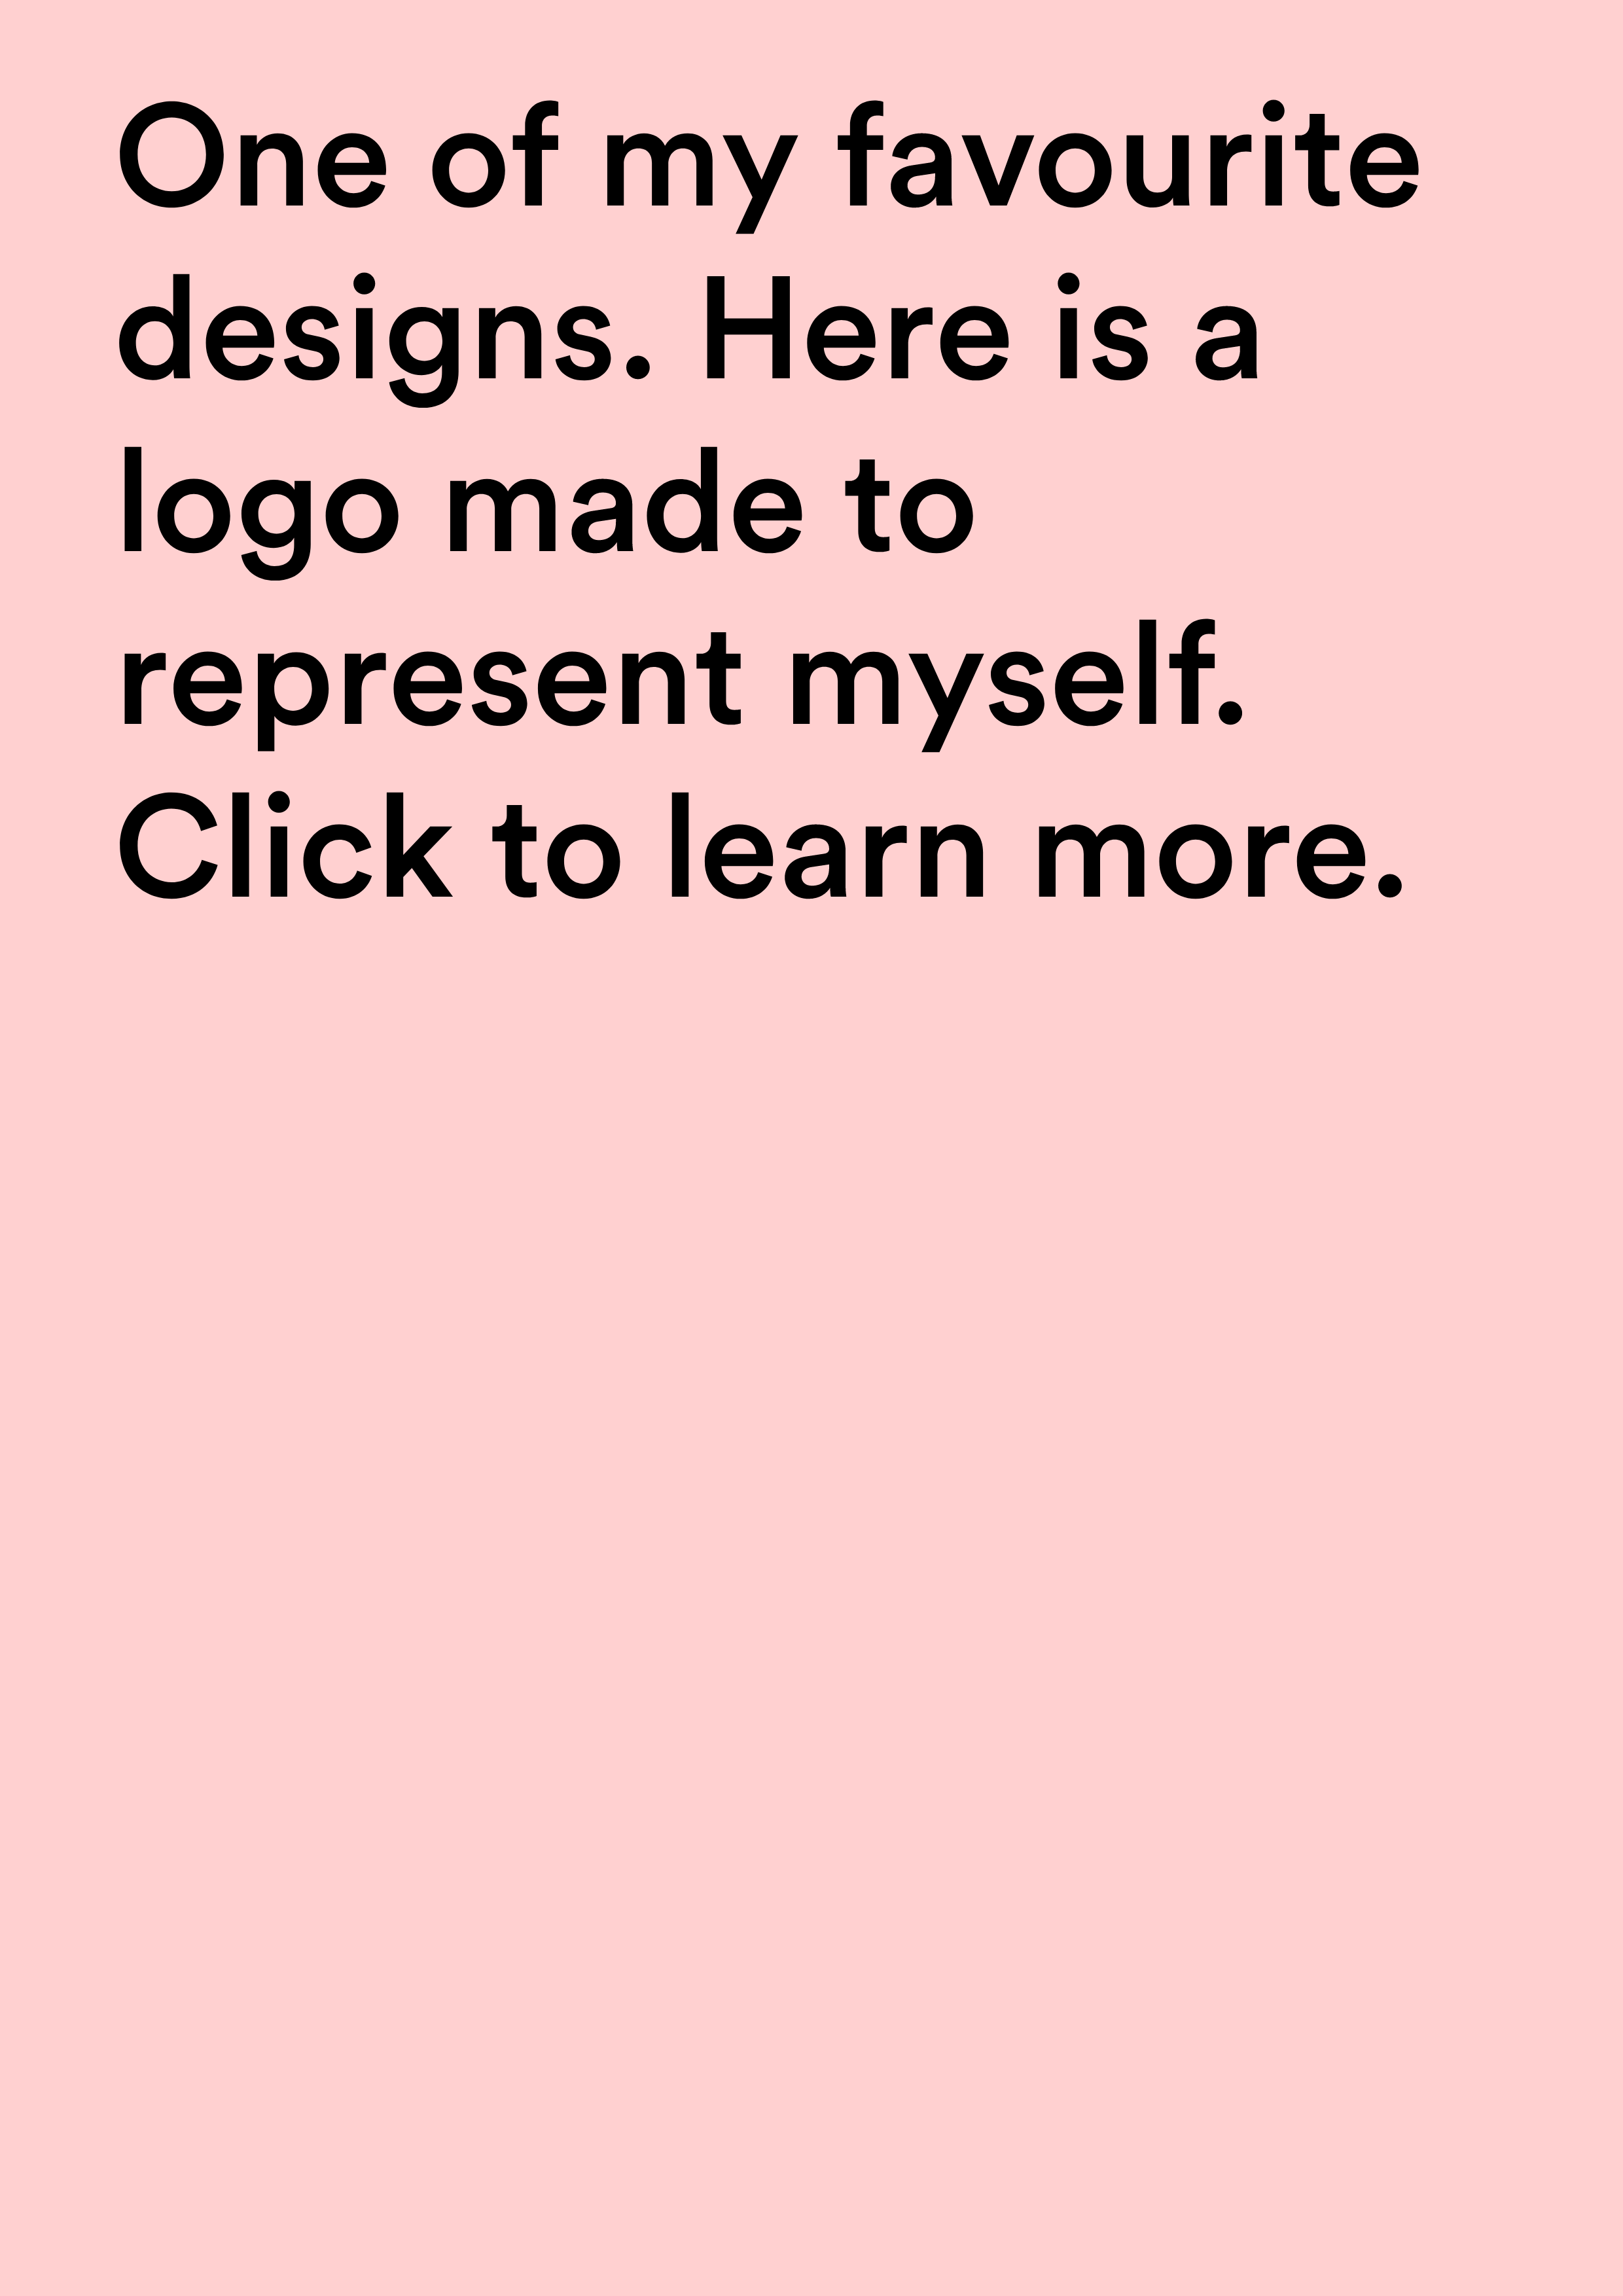 One of my favourite
designs. Here is a
logo made to
represent myself.
Click to learn more.